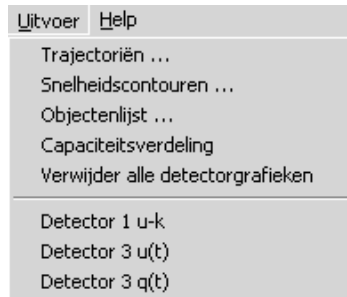 Uitvoer Help
Trajectoriën ...
Snelheidscontouren ...
Objectenlijst ...
Capaciteitsverdeling
Verwijder alle detectorgrafieken
Detector 1 u-k
Detector 3 u(t)
Detector 3 q(t)